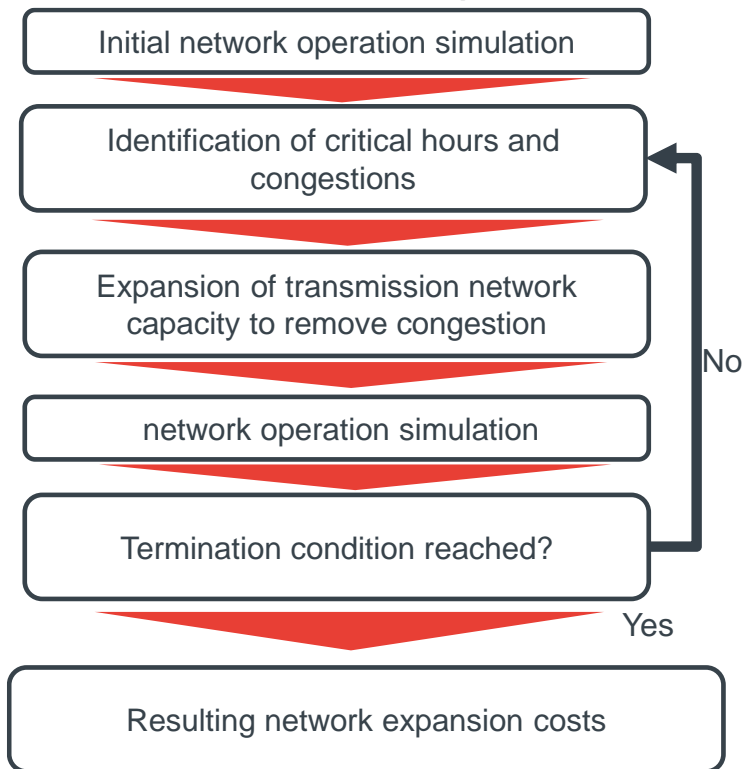 Initial network operation simulation
Identification of critical hours and
congestions
Expansion of transmission network
capacity to remove congestion
No
network operation simulation
Termination condition reached?
Yes
Resulting network expansion costs